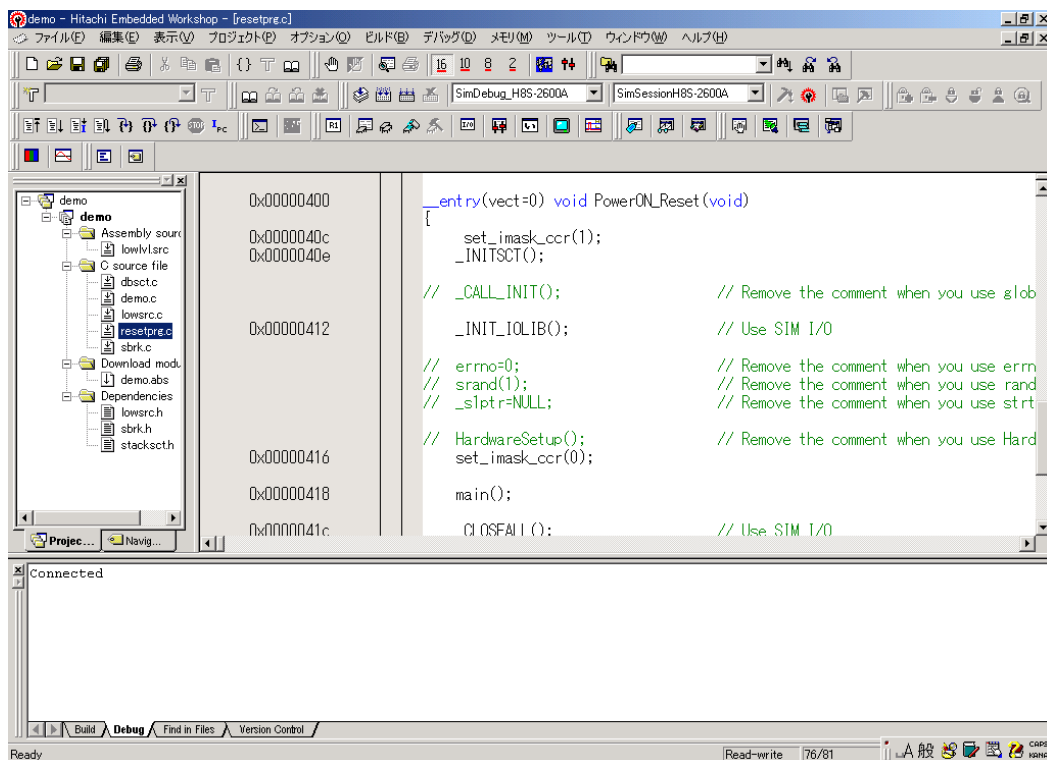 demo - Hitachi Embedded Workshop - [resetprg.c]
ファイル(F) 編集(E) 表示(V) プロジェクト(P) オプション(O) ビルド(B) デバッグ(D) メモリ(M) ツール(T) ウィンドウ(W) ヘルプ(H)
16 10 8 2
SimDebug_H8S-2600A SimSessionH8S-2600A
demo
demo
Assembly sourc
lowlvl.src
C source file
dbsct.c
demo.c
lowsrc.c
resetprg.c
sbrk.c
Download modu
demo.abs
Dependencies
lowsrc.h
sbrk.h
stacksct.h
Projec... Navig...
0x00000400 __entry(vect=0) void PowerON_Reset(void)
{
0x0000040c set_imask_ccr(1);
0x0000040e _INITSCT();
// _CALL_INIT(); // Remove the comment when you use glob
0x00000412 _INIT_IOLIB(); // Use SIM I/O
// errno=0; // Remove the comment when you use errn
// srand(1); // Remove the comment when you use rand
// _s1ptr=NULL; // Remove the comment when you use strt
// HardwareSetup(); // Remove the comment when you use Hard
0x00000416 set_imask_ccr(0);
0x00000418 main();
0x0000041c _CLOSEALL(); // Use SIM I/O
Connected
Build Debug Find in Files Version Control
Ready Read-write 76/81 A 般 CAPS KANA